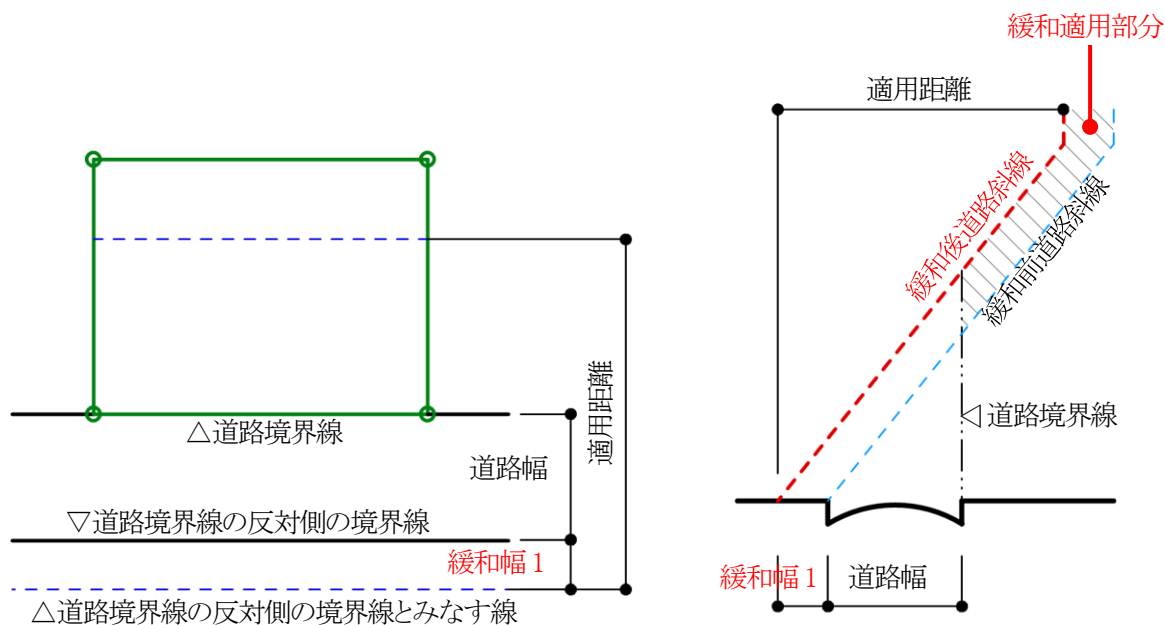 △道路境界線
道路幅
適用距離
▽道路境界線の反対側の境界線
緩和幅1
△道路境界線の反対側の境界線とみなす線
緩和適用部分
適用距離
緩和後道路斜線
緩和前道路斜線
◁道路境界線
緩和幅1
道路幅